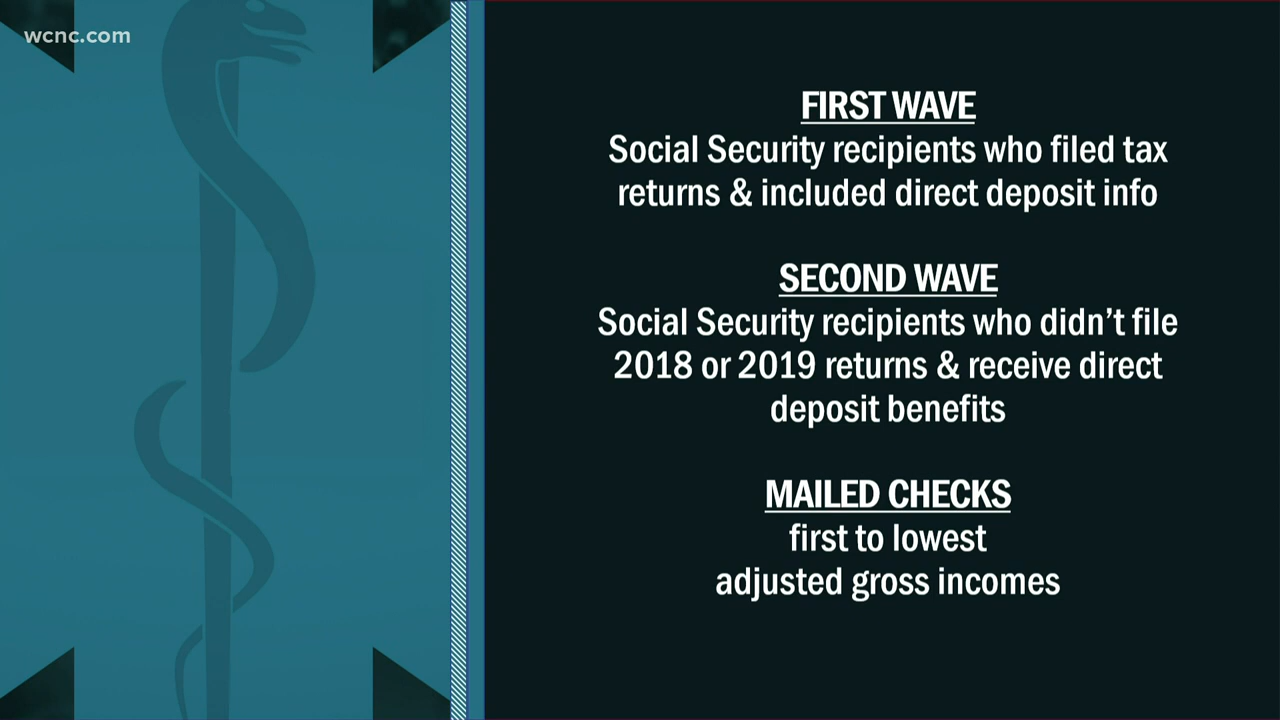 wcnc.com
FIRST WAVE
Social Security recipients who filed tax
returns & included direct deposit info
SECOND WAVE
Social Security recipients who didn’t file
2018 or 2019 returns & receive direct
deposit benefits
MAILED CHECKS
first to lowest
adjusted gross incomes